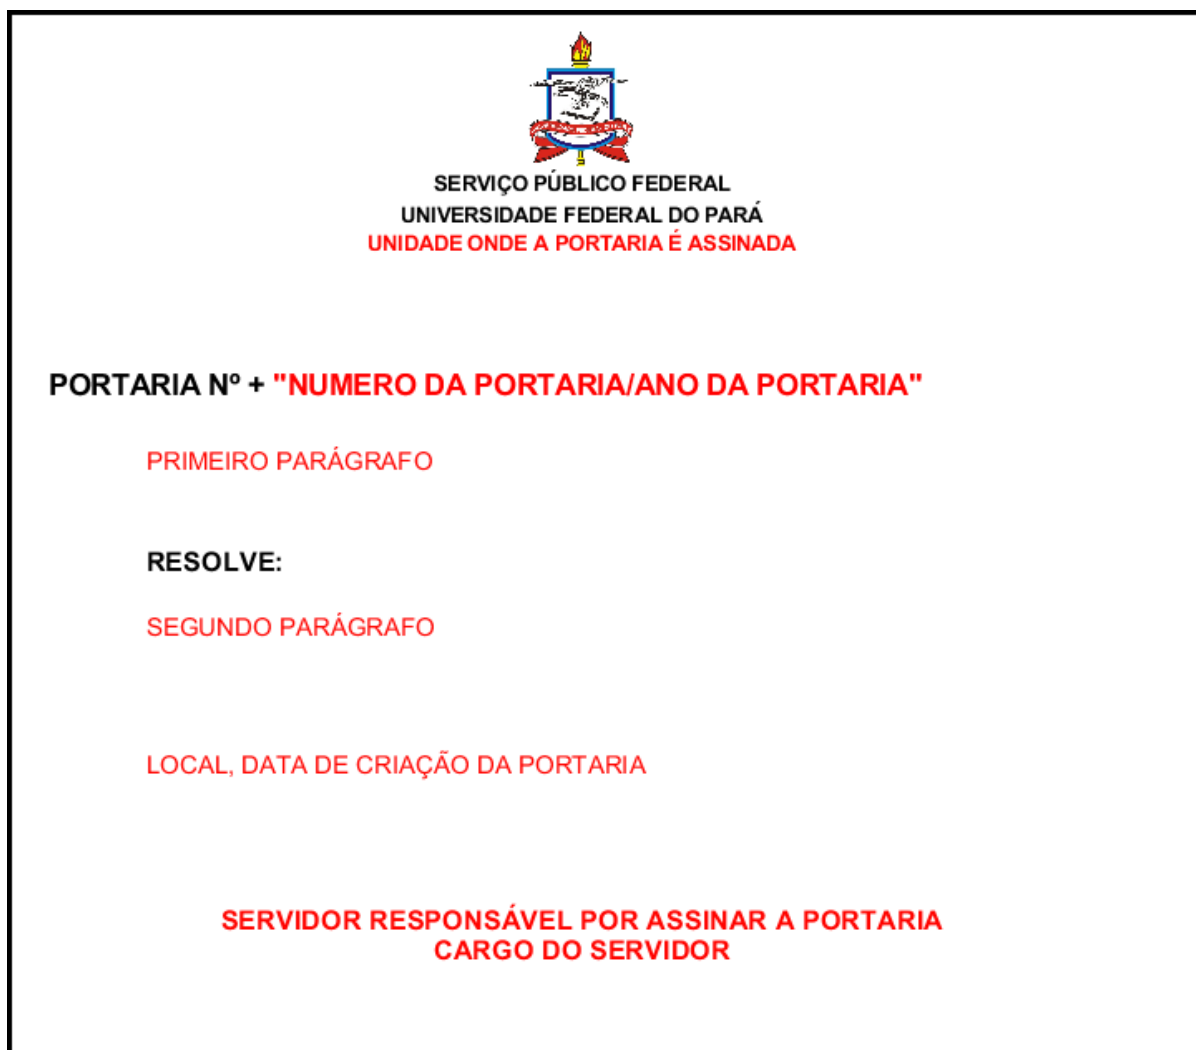 SERVIÇO PÚBLICO FEDERAL
UNIVERSIDADE FEDERAL DO PARÁ
UNIDADE ONDE A PORTARIA É ASSINADA
PORTARIA Nº + "NUMERO DA PORTARIA/ANO DA PORTARIA"
PRIMEIRO PARÁGRAFO
RESOLVE:
SEGUNDO PARÁGRAFO
LOCAL, DATA DE CRIAÇÃO DA PORTARIA
SERVIDOR RESPONSÁVEL POR ASSINAR A PORTARIA
CARGO DO SERVIDOR